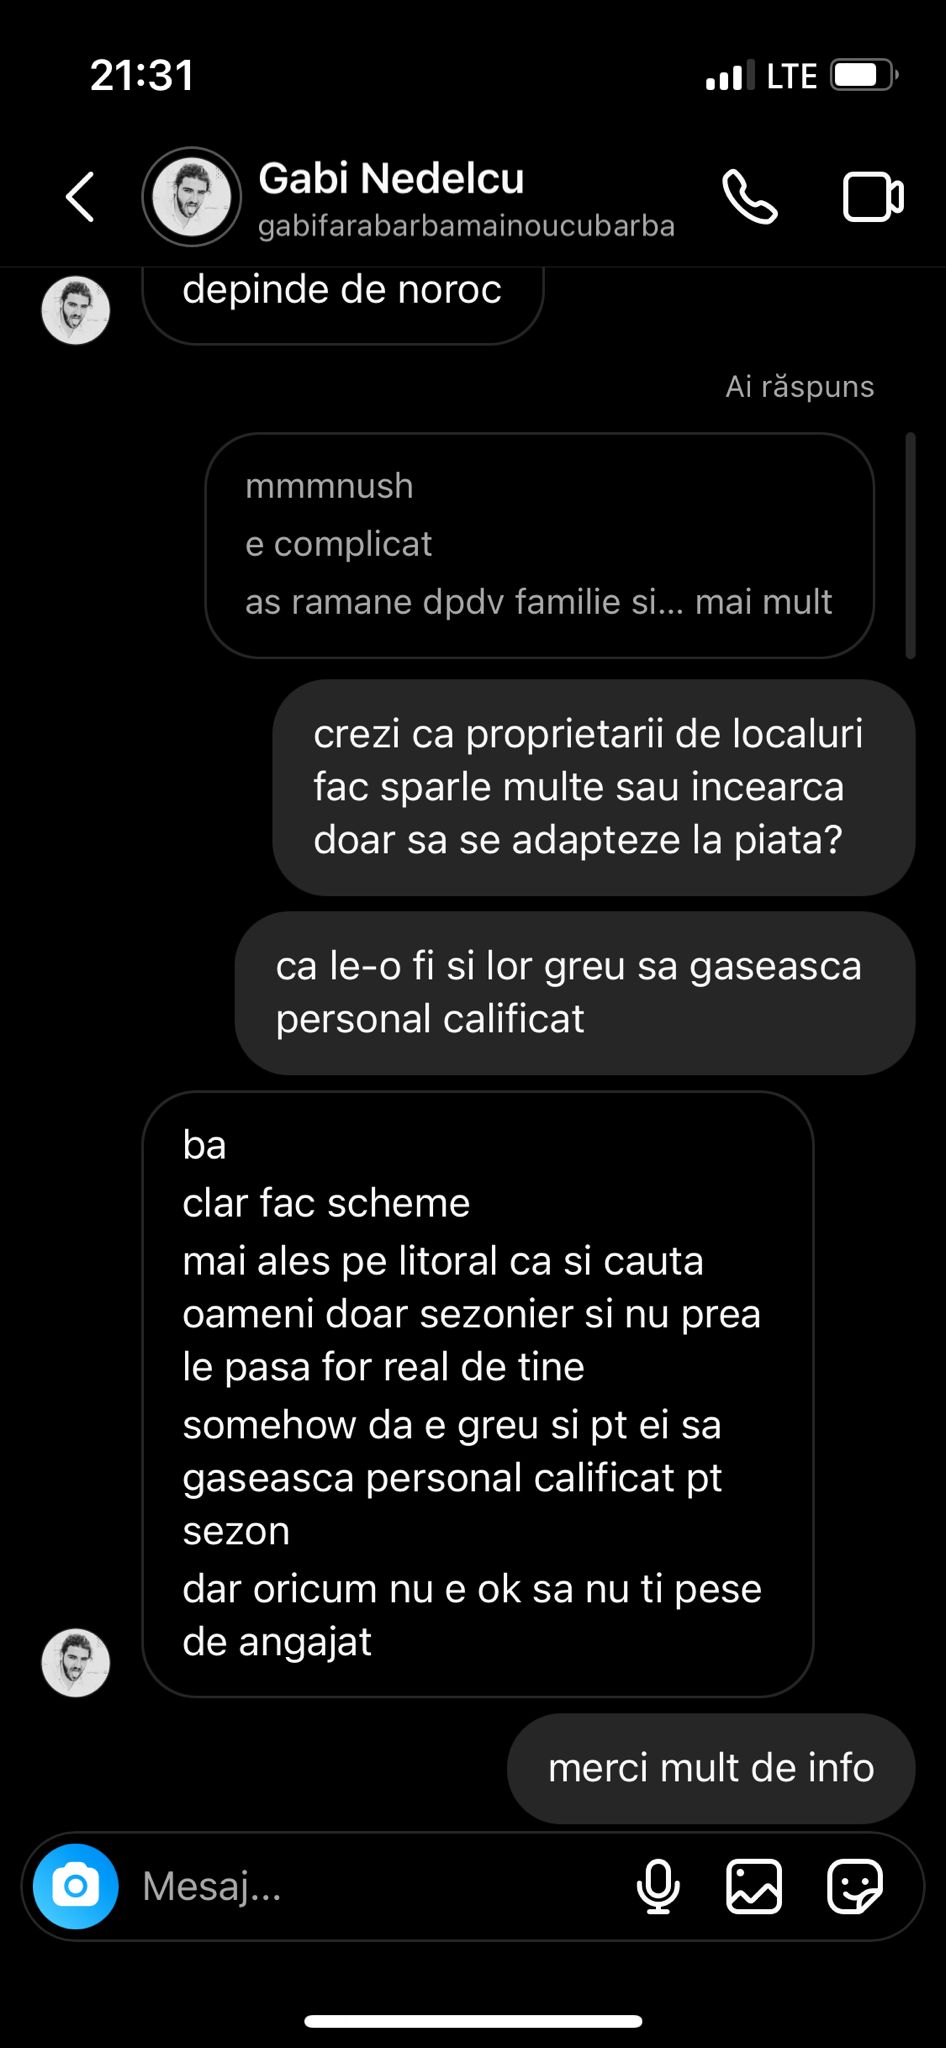 21:31
LTE
Gabi Nedelcu
gabifarabarbamainoucubarba
depinde de noroc
Ai răspuns
mmmnush
e complicat
as ramane dpdv familie si... mai mult
crezi ca proprietarii de localuri
fac sparle multe sau incearca
doar sa se adapteze la piata?
ca le-o fi si lor greu sa gaseasca
personal calificat
ba
clar fac scheme
mai ales pe litoral ca si cauta
oameni doar sezonier si nu prea
le pasa for real de tine
somehow da e greu si pt ei sa
gaseasca personal calificat pt
sezon
dar oricum nu e ok sa nu ti pese
de angajat
merci mult de info
Mesaj...